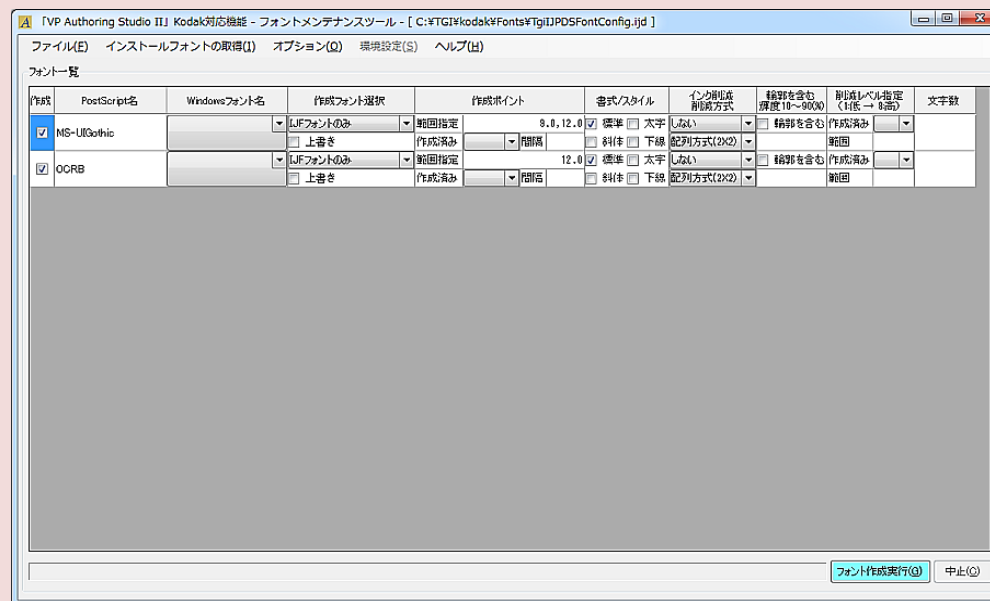 「VP Authoring Studio II」 Kodak対応機能 - フォントメンテナンスツール - [ C:¥TGI¥kodak¥Fonts¥TgiIJPDSFontConfig.ijd ]
ファイル(F) インストールフォントの取得(I) オプション(O) 環境設定(S) ヘルプ(H)
フォント一覧
作成 PostScript名 Windowsフォント名 作成フォント選択 作成ポイント 書式/スタイル インク削減 削減方式 輪郭を含む 輝度10～90(%) 削減レベル指定 (1:低 → 8:高) 文字数
MS-UIGothic IJFフォントのみ 範囲指定 9.0,12.0 標準 太字 しない 輪郭を含む 作成済み
上書き 作成済み 間隔 斜体 下線 配列方式(2X2) 範囲
OCRB IJFフォントのみ 範囲指定 12.0 標準 太字 しない 輪郭を含む 作成済み
上書き 作成済み 間隔 斜体 下線 配列方式(2X2) 範囲
フォント作成実行(G) 中止(C)